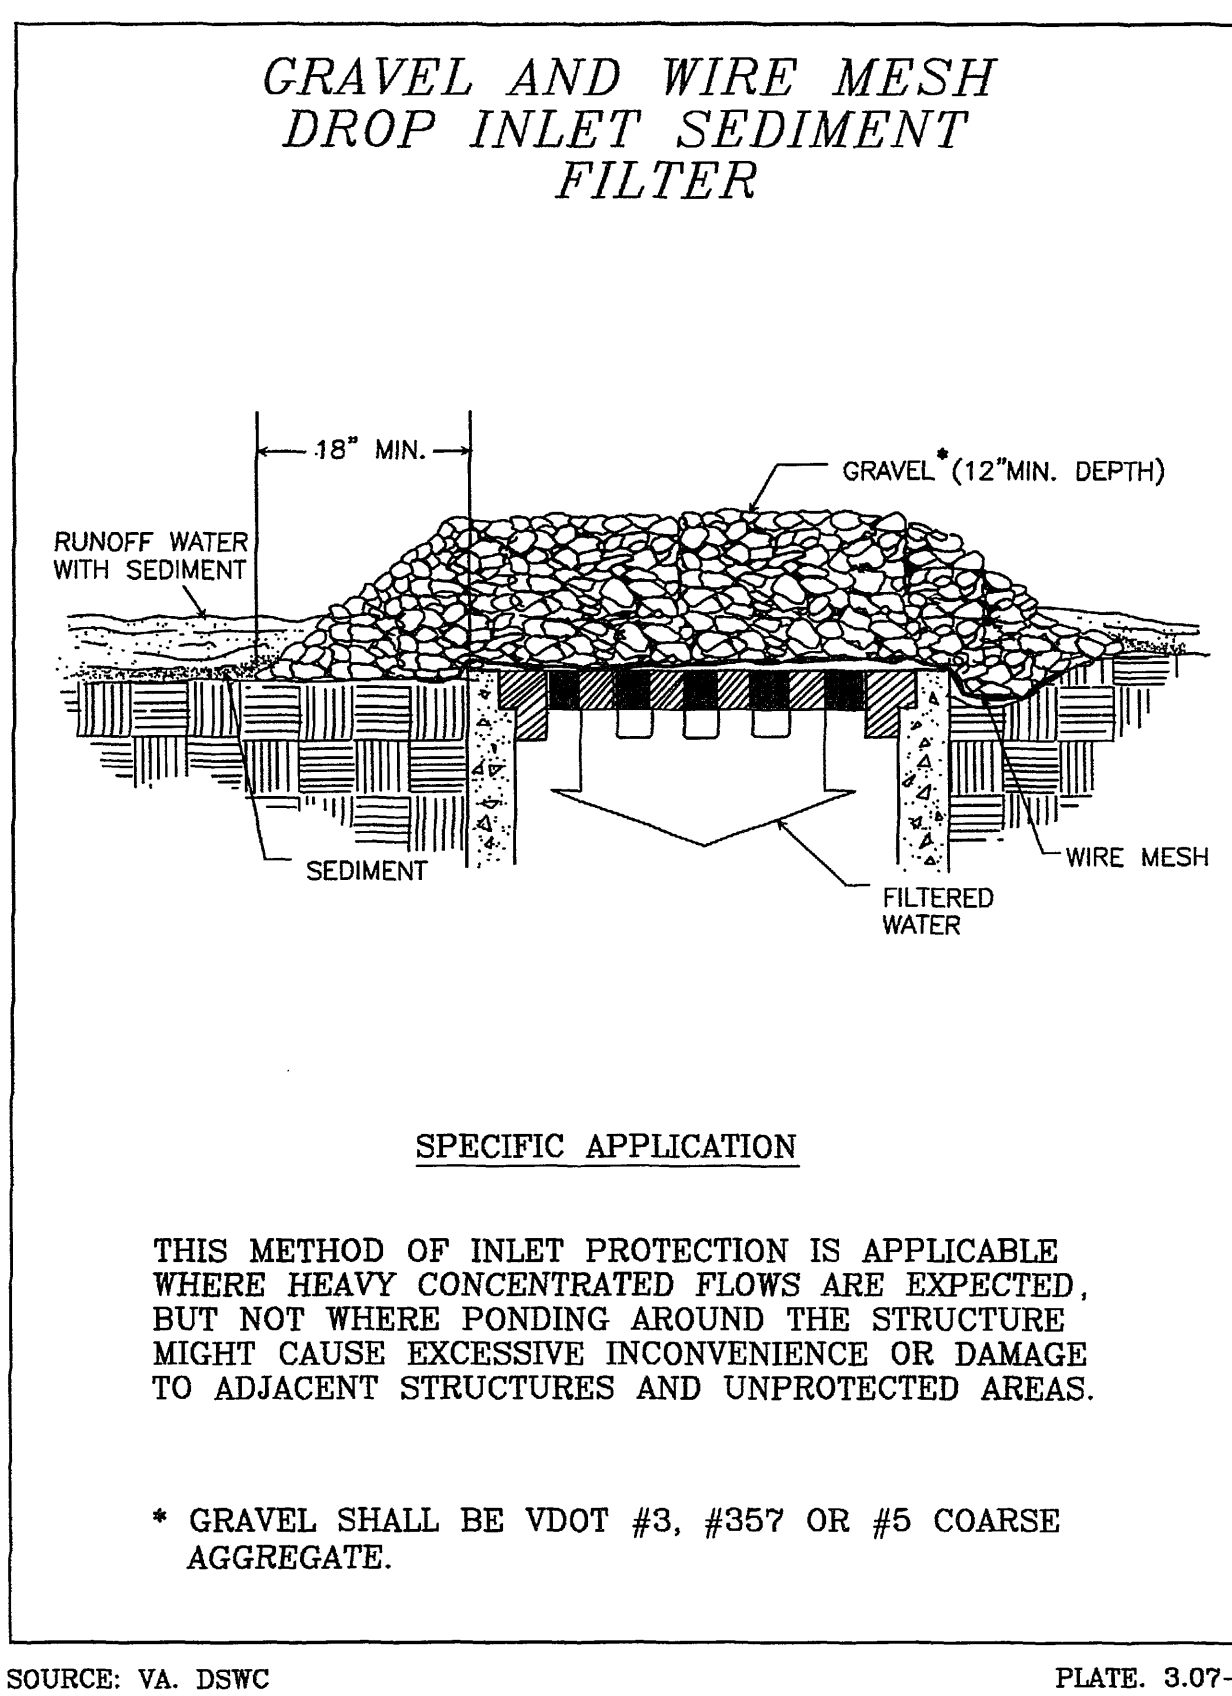 GRAVEL AND WIRE MESH
DROP INLET SEDIMENT
FILTER
18" MIN.
GRAVEL* (12"MIN. DEPTH)
RUNOFF WATER
WITH SEDIMENT
SEDIMENT
WIRE MESH
FILTERED
WATER
SPECIFIC APPLICATION
THIS METHOD OF INLET PROTECTION IS APPLICABLE
WHERE HEAVY CONCENTRATED FLOWS ARE EXPECTED,
BUT NOT WHERE PONDING AROUND THE STRUCTURE
MIGHT CAUSE EXCESSIVE INCONVENIENCE OR DAMAGE
TO ADJACENT STRUCTURES AND UNPROTECTED AREAS.
* GRAVEL SHALL BE VDOT #3, #357 OR #5 COARSE
AGGREGATE.
SOURCE: VA. DSWC
PLATE. 3.07-